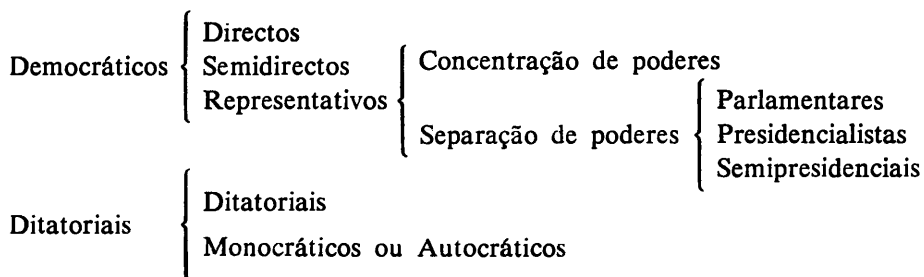 Democráticos
Directos
Semidirectos
Representativos
Concentração de poderes
Separação de poderes
Parlamentares
Presidencialistas
Semipresidenciais
Ditatoriais
Ditatoriais
Monocráticos ou Autocráticos